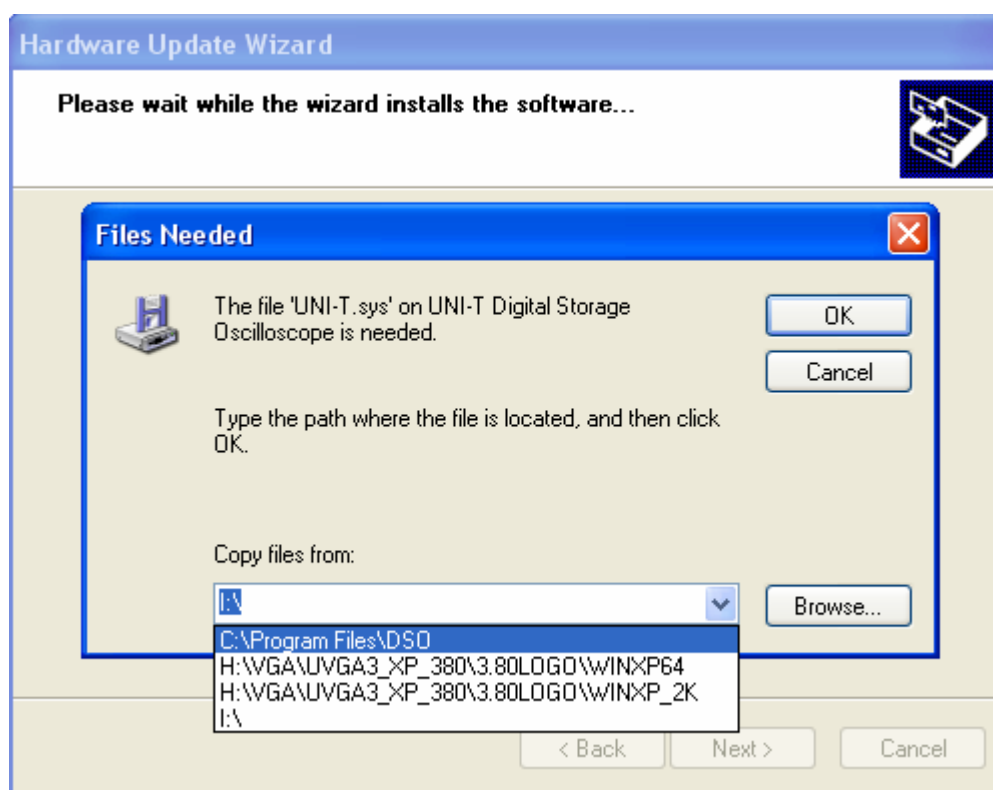 Hardware Update Wizard
Please wait while the wizard installs the software...
Files Needed
The file 'UNI-T.sys' on UNI-T Digital Storage
Oscilloscope is needed.
OK
Cancel
Type the path where the file is located, and then click
OK.
Copy files from:
I:\
Browse...
C:\Program Files\DSO
H:\VGA\UVGA3_XP_380\3.80LOGO\WINXP64
H:\VGA\UVGA3_XP_380\3.80LOGO\WINXP_2K
I:\
< Back
Next >
Cancel